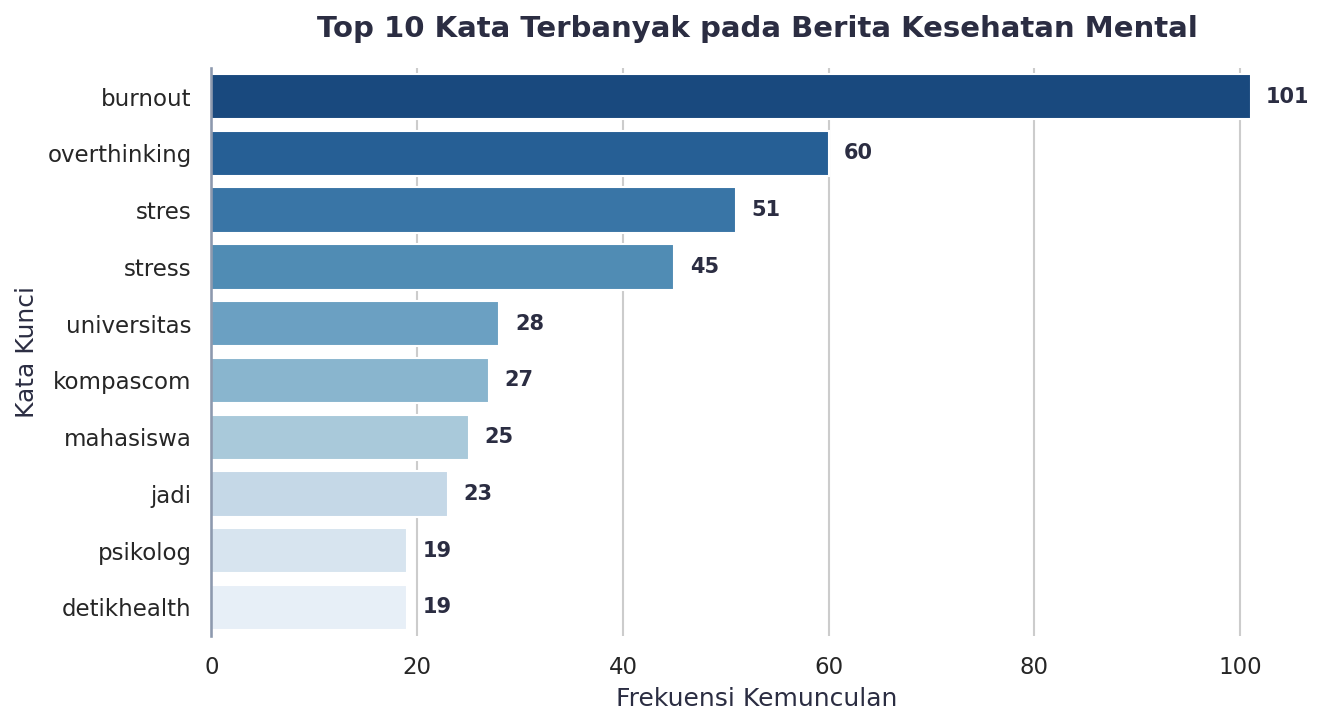 Top 10 Kata Terbanyak pada Berita Kesehatan Mental
Kata Kunci
burnout 101
overthinking 60
stres 51
stress 45
universitas 28
kompascom 27
mahasiswa 25
jadi 23
psikolog 19
detikhealth 19
0 20 40 60 80 100
Frekuensi Kemunculan